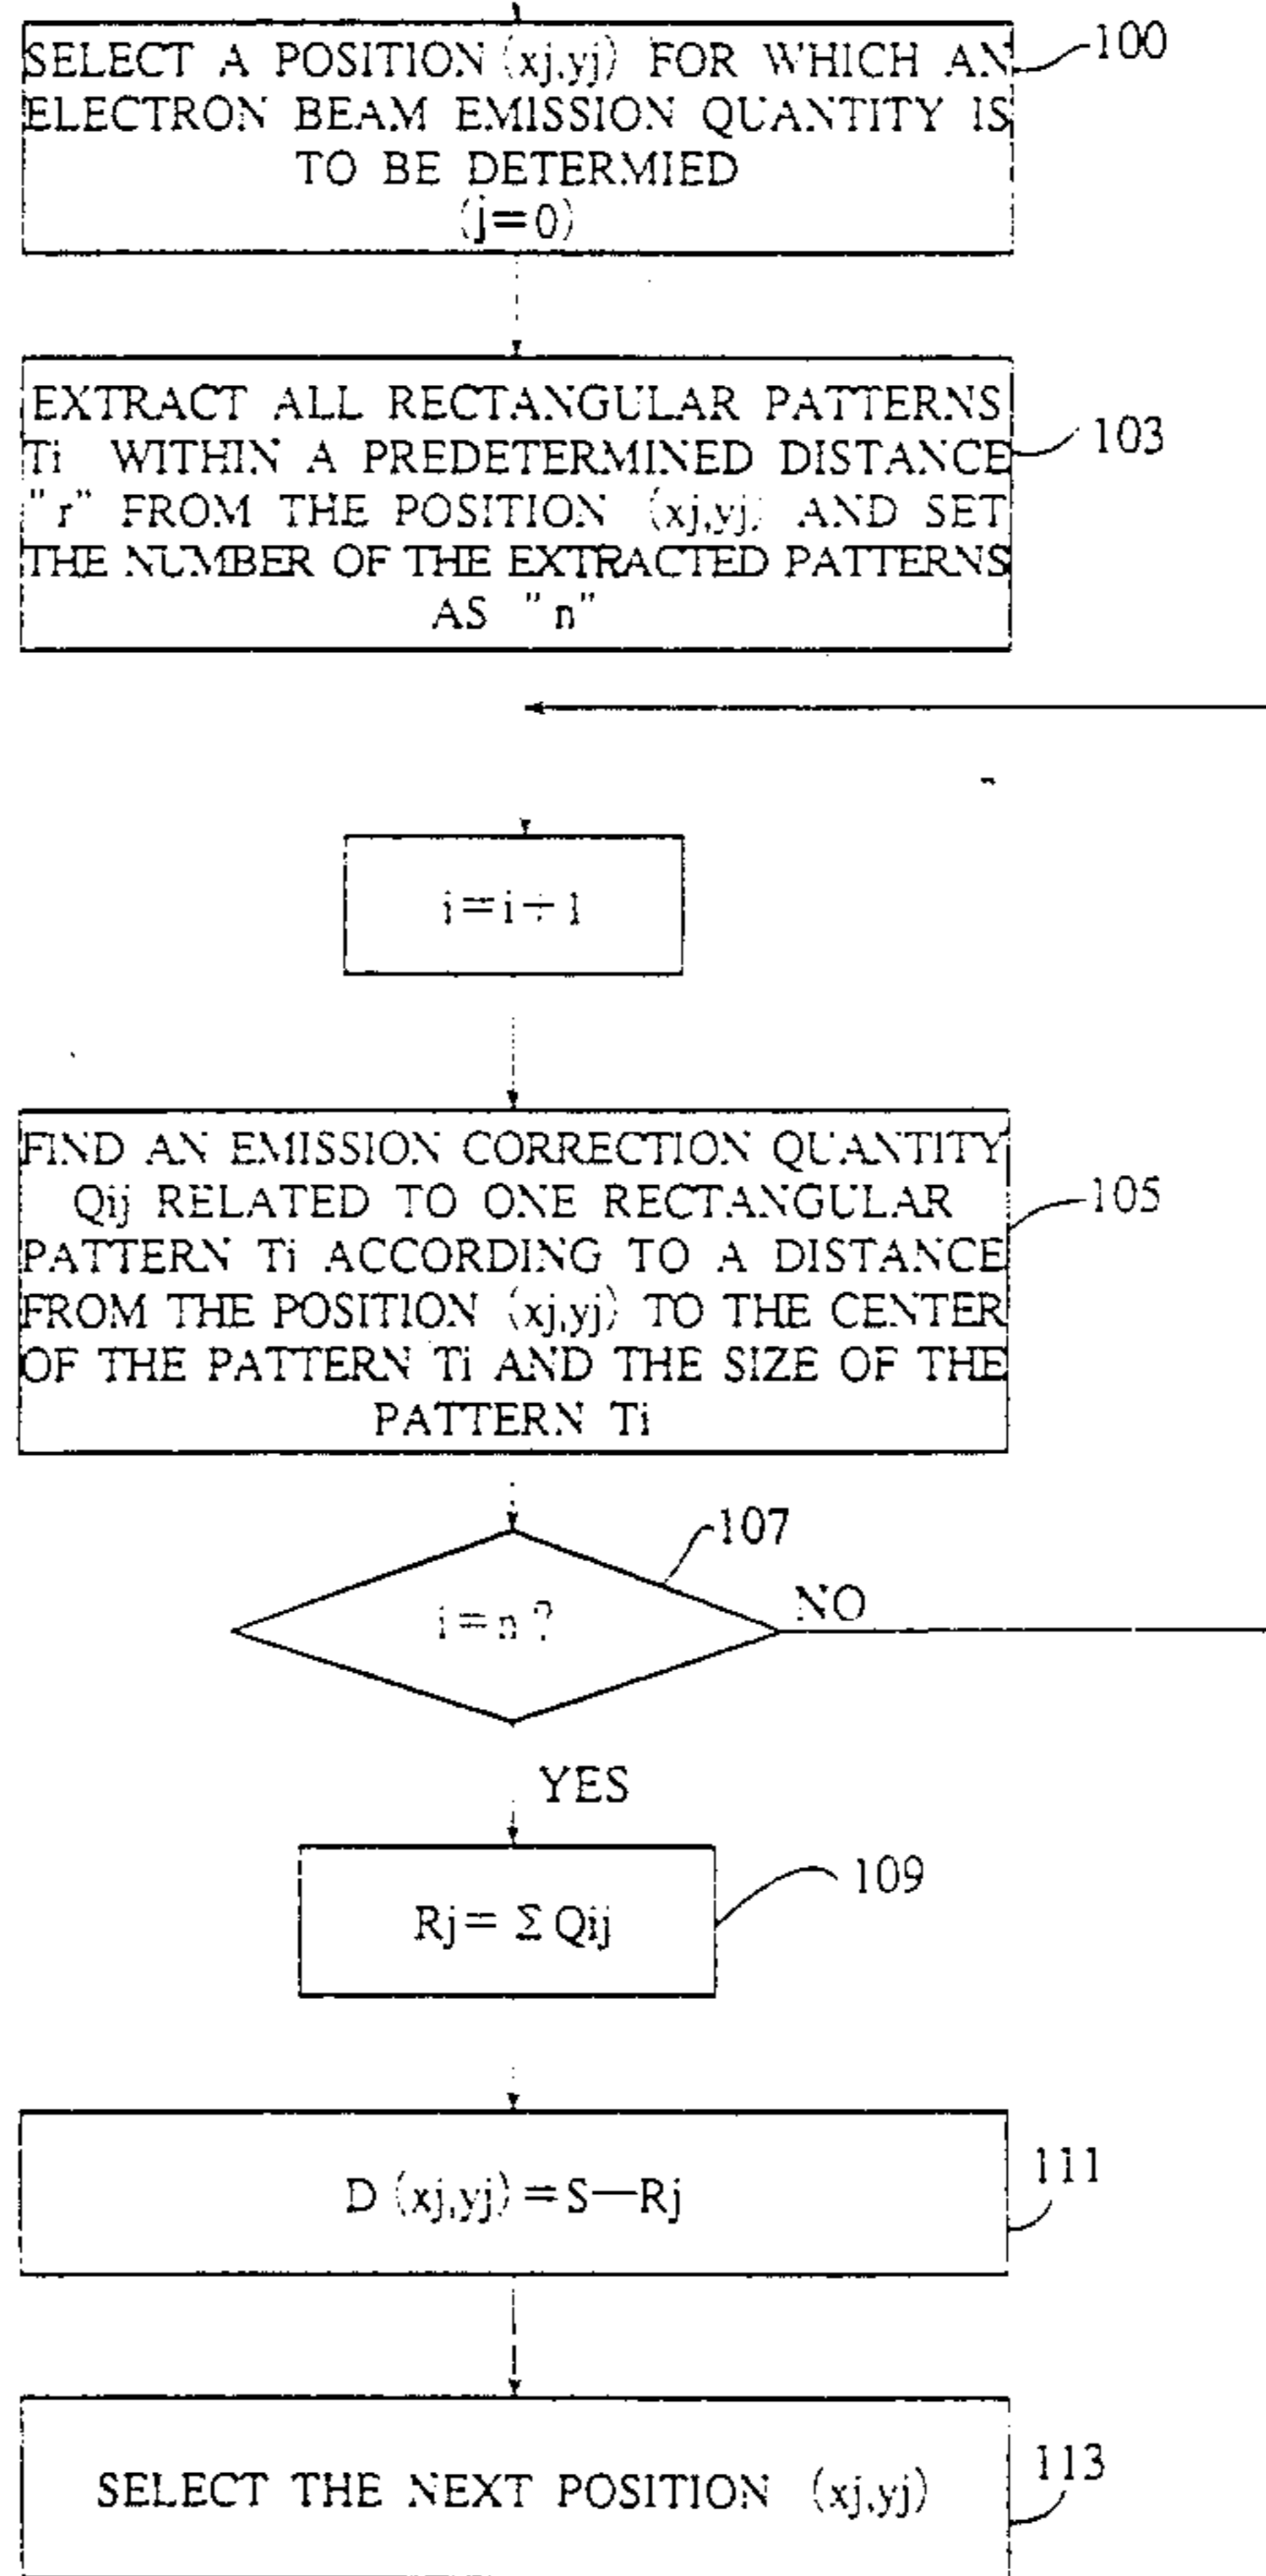 SELECT A POSITION (xj,yj) FOR WHICH AN
ELECTRON BEAM EMISSION QUANTITY IS
TO BE DETERMIED
(j=0)
100
EXTRACT ALL RECTANGULAR PATTERNS
Ti WITHIN A PREDETERMINED DISTANCE
"r" FROM THE POSITION (xj,yj) AND SET
THE NUMBER OF THE EXTRACTED PATTERNS
AS "n"
103
i=i+1
FIND AN EMISSION CORRECTION QUANTITY
Qij RELATED TO ONE RECTANGULAR
PATTERN Ti ACCORDING TO A DISTANCE
FROM THE POSITION (xj,yj) TO THE CENTER
OF THE PATTERN Ti AND THE SIZE OF THE
PATTERN Ti
105
107
i=n?
NO
YES
Rj=ΣQij
109
D(xj,yj)=S—Rj
111
SELECT THE NEXT POSITION (xj,yj)
113